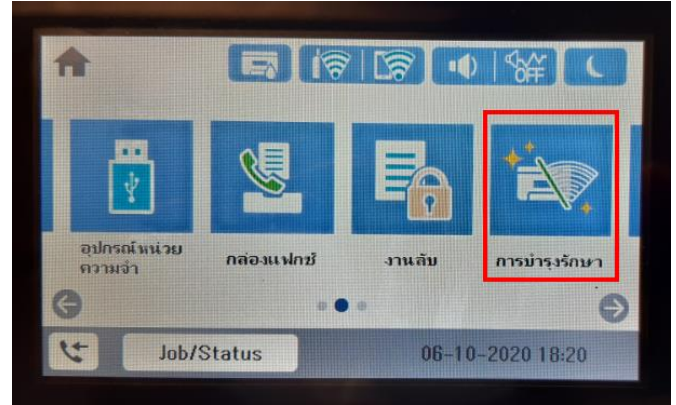 OFF
อุปกรณ์หน่วย
ความจำ
กล่องแฟกซ์
งานลับ
การบำรุงรักษา
Job/Status
06-10-2020 18:20